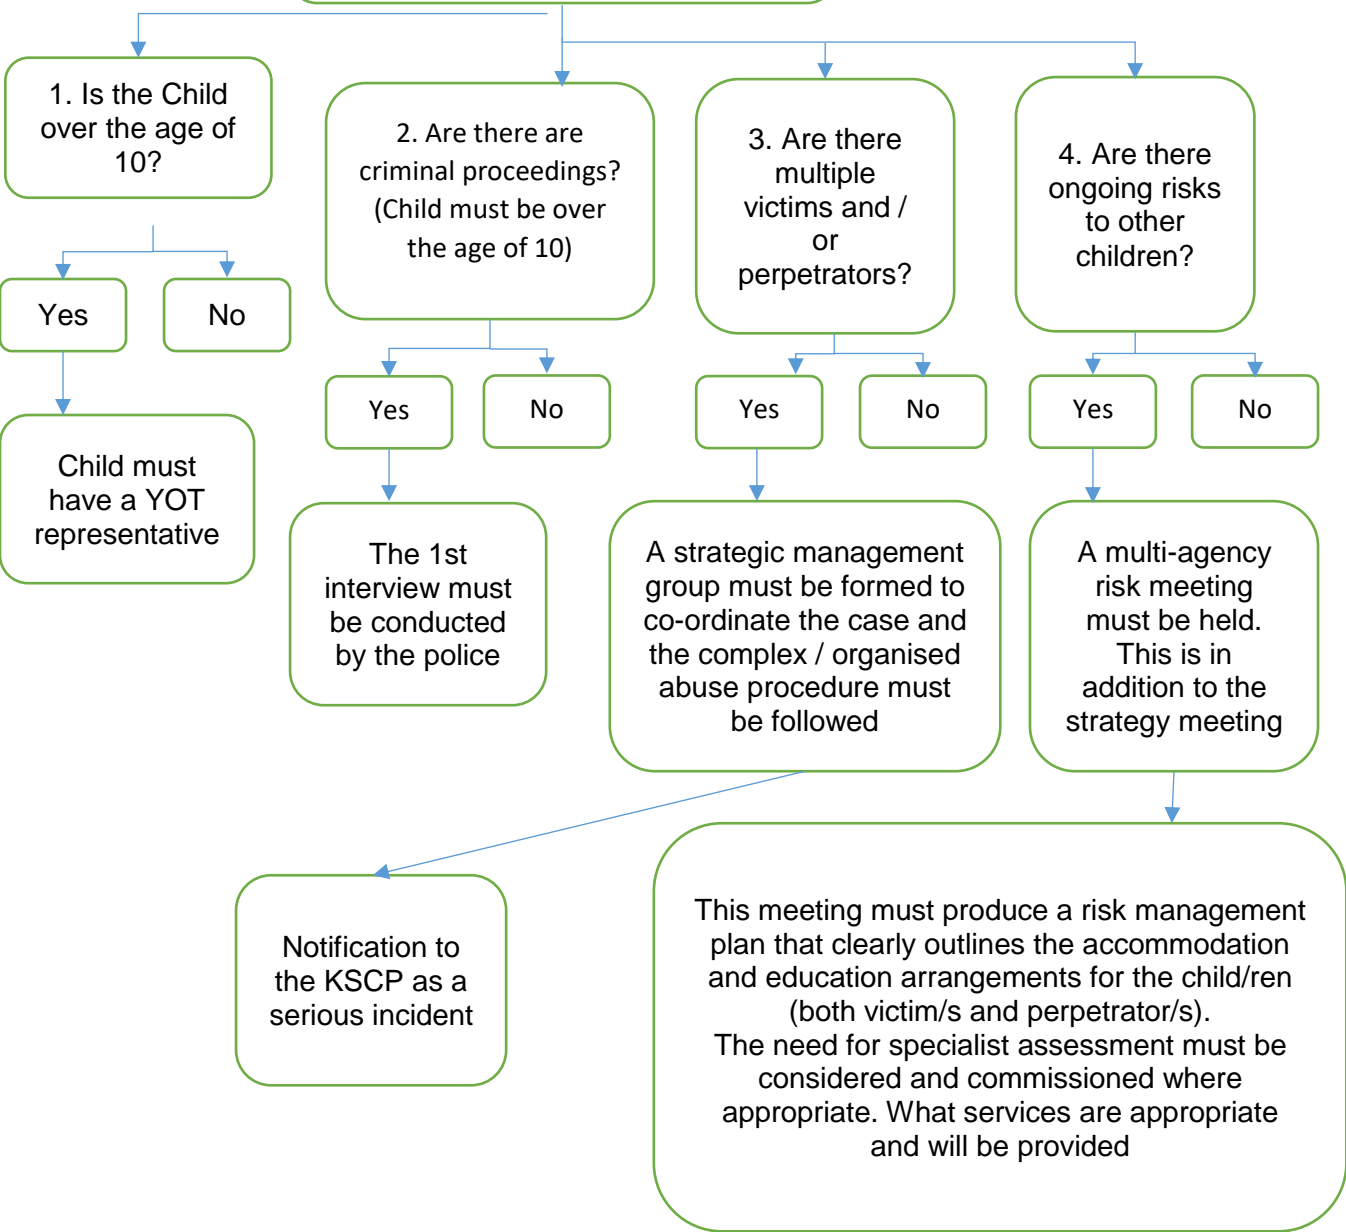 1. Is the Child
over the age of
10?
2. Are there are
criminal proceedings?
(Child must be over
the age of 10)
3. Are there
multiple
victims and /
or
perpetrators?
4. Are there
ongoing risks
to other
children?
Yes
No
Yes
No
Yes
No
Yes
No
Child must
have a YOT
representative
The 1st
interview must
be conducted
by the police
A strategic management
group must be formed to
co-ordinate the case and
the complex / organised
abuse procedure must
be followed
A multi-agency
risk meeting
must be held.
This is in
addition to the
strategy meeting
Notification to
the KSCP as a
serious incident
This meeting must produce a risk management
plan that clearly outlines the accommodation
and education arrangements for the child/ren
(both victim/s and perpetrator/s).
The need for specialist assessment must be
considered and commissioned where
appropriate. What services are appropriate
and will be provided